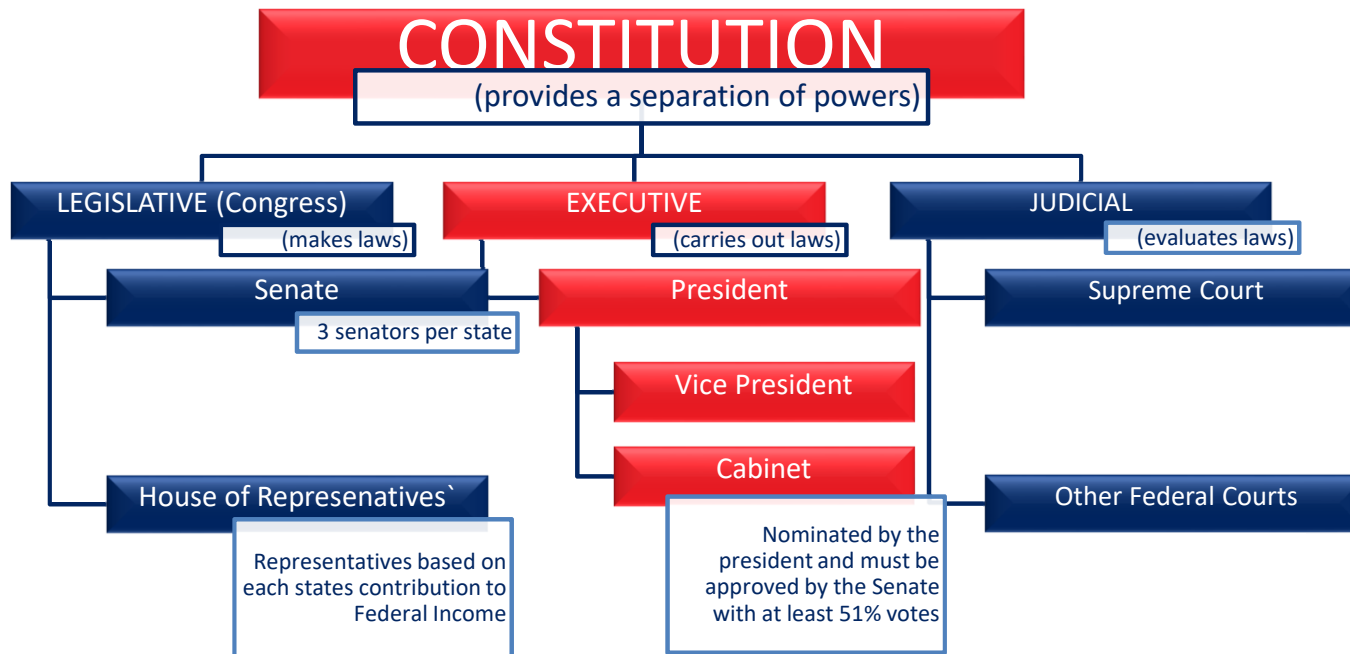 CONSTITUTION
(provides a separation of powers)
LEGISLATIVE (Congress)
(makes laws)
Senate
3 senators per state
House of Represenatives`
Representatives based on
each states contribution to
Federal Income
EXECUTIVE
(carries out laws)
President
Vice President
Cabinet
Nominated by the
president and must be
approved by the Senate
with at least 51% votes
JUDICIAL
(evaluates laws)
Supreme Court
Other Federal Courts